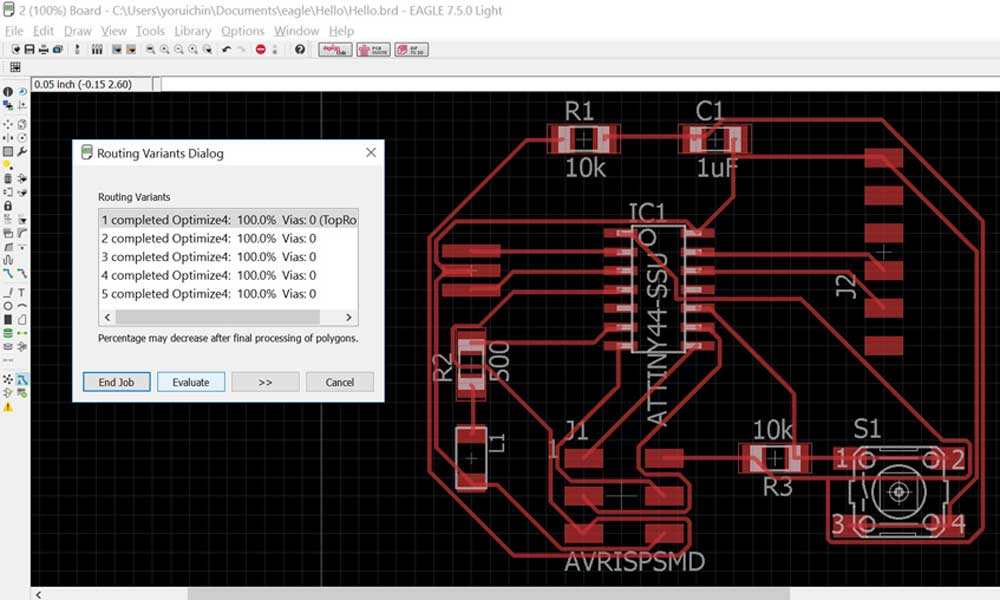 2 (100%) Board - C:\Users\yoruichin\Documents\eagle\Hello\Hello.brd - EAGLE 7.5.0 Light
File Edit Draw View Tools Library Options Window Help
0.05 inch (-0.15 2.60)
Routing Variants Dialog
Routing Variants
1 completed Optimize4: 100.0% Vias: 0 (TopRo
2 completed Optimize4: 100.0% Vias: 0
3 completed Optimize4: 100.0% Vias: 0
4 completed Optimize4: 100.0% Vias: 0
5 completed Optimize4: 100.0% Vias: 0
Percentage may decrease after final processing of polygons.
End Job Evaluate >> Cancel
R1
10k
C1
1uF
IC1
ATTINY44-SSU
J2
R2
500
L1
J1
1
AVRISPSMD
10k
R3
S1
1 2
3 4